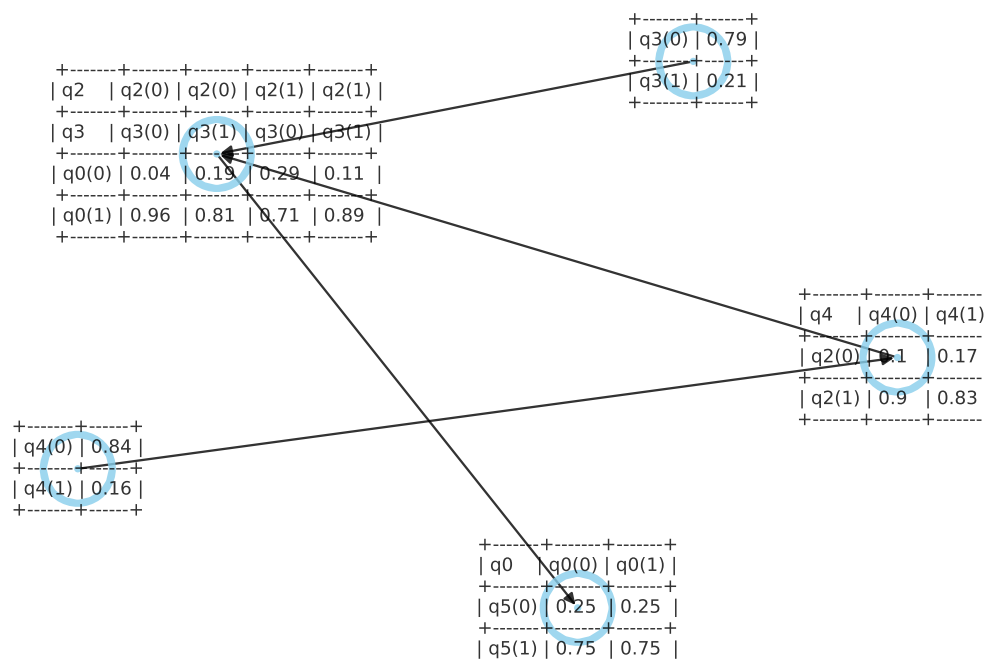 +-------+------+
| q3(0) | 0.79 |
+-------+------+
| q3(1) | 0.21 |
+-------+------+
+-------+-------+-------+-------+-------+
| q2    | q2(0) | q2(0) | q2(1) | q2(1) |
+-------+-------+-------+-------+-------+
| q3    | q3(0) | q3(1) | q3(0) | q3(1) |
+-------+-------+-------+-------+-------+
| q0(0) | 0.04  | 0.19  | 0.29  | 0.11  |
+-------+-------+-------+-------+-------+
| q0(1) | 0.96  | 0.81  | 0.71  | 0.89  |
+-------+-------+-------+-------+-------+
+-------+-------+-------
| q4    | q4(0) | q4(1)
+-------+-------+-------
| q2(0) | 0.1   | 0.17
+-------+-------+-------
| q2(1) | 0.9   | 0.83
+-------+-------+-------
+-------+------+
| q4(0) | 0.84 |
+-------+------+
| q4(1) | 0.16 |
+-------+------+
+-------+-------+-------+
| q0    | q0(0) | q0(1) |
+-------+-------+-------+
| q5(0) | 0.25  | 0.25  |
+-------+-------+-------+
| q5(1) | 0.75  | 0.75  |